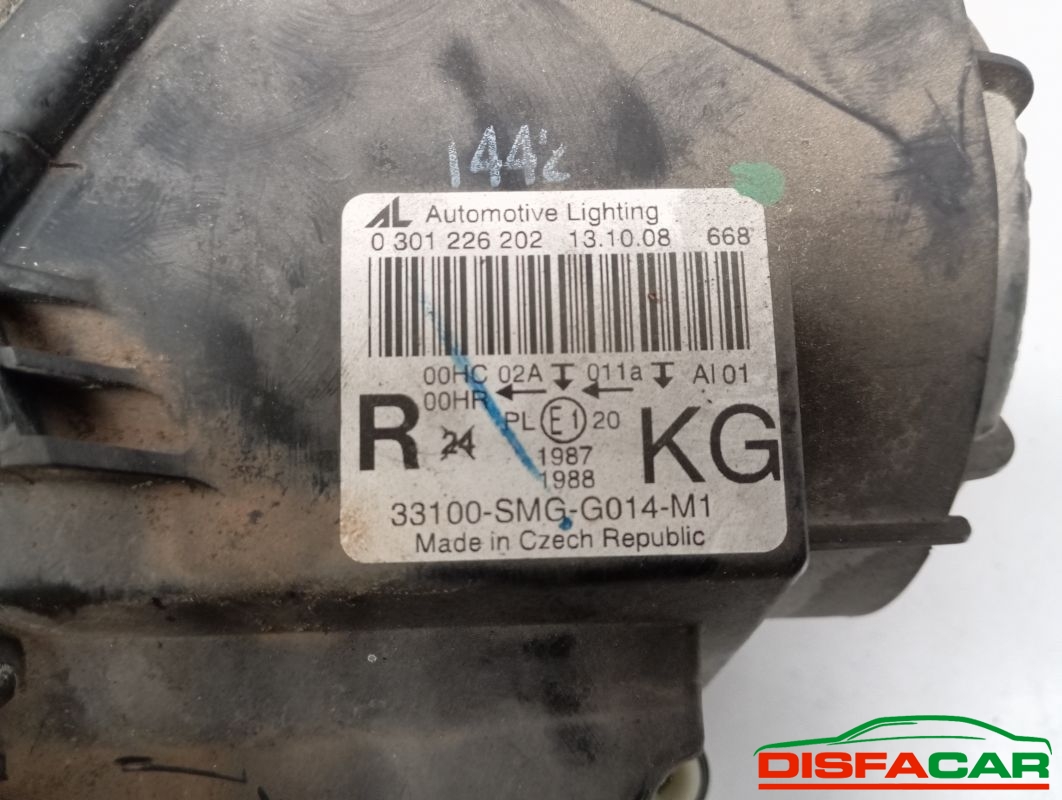 144'c
AL Automotive Lighting
0 301 226 202 13.10.08 668
00HC 02A 011a AI 01
00HR
R 24 PL E1 20 KG
1987
1988
33100-SMG-G014-M1
Made in Czech Republic
DISFACAR